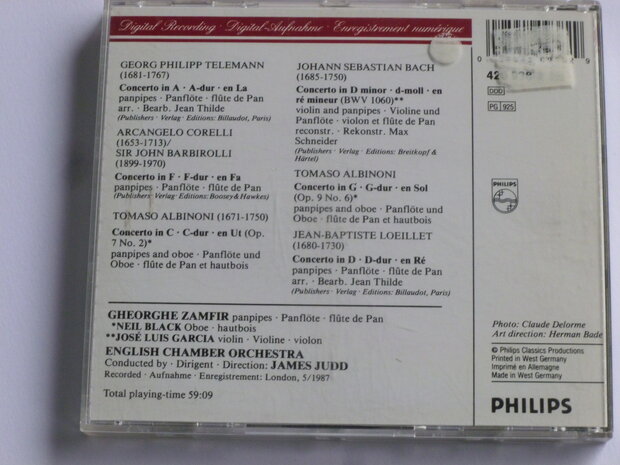 Digital Recording · Digital-Aufnahme · Enregistrement numérique
GEORG PHILIPP TELEMANN
(1681-1767)
Concerto in A · A-dur · en La
panpipes · Panflöte · flûte de Pan
arr. · Bearb. Jean Thilde
(Publishers · Verlag · Editions: Billaudot, Paris)
ARCANGELO CORELLI
(1653-1713)/
SIR JOHN BARBIROLLI
(1899-1970)
Concerto in F · F-dur · en Fa
panpipes · Panflöte · flûte de Pan
(Publishers · Verlag · Editions: Boosey & Hawkes)
TOMASO ALBINONI (1671-1750)
Concerto in C · C-dur · en Ut (Op.
7 No. 2)*
panpipes and oboe · Panflöte und
Oboe · flûte de Pan et hautbois
JOHANN SEBASTIAN BACH
(1685-1750)
Concerto in D minor · d-moll · en
ré mineur (BWV 1060)**
violin and panpipes · Violine und
Panflöte · violon et flûte de Pan
reconstr. · Rekonstr. Max
Schneider
(Publishers · Verlag · Editions: Breitkopf &
Härtel)
TOMASO ALBINONI
Concerto in G · G-dur · en Sol
(Op. 9 No. 6)*
panpipes and oboe · Panflöte und
Oboe · flûte de Pan et hautbois
JEAN-BAPTISTE LOEILLET
(1680-1730)
Concerto in D · D-dur · en Ré
panpipes · Panflöte · flûte de Pan
arr. · Bearb. Jean Thilde
(Publishers · Verlag · Editions: Billaudot, Paris)
GHEORGHE ZAMFIR panpipes · Panflöte · flûte de Pan
*NEIL BLACK Oboe · hautbois
**JOSÉ LUIS GARCIA violin · Violine · violon
ENGLISH CHAMBER ORCHESTRA
Conducted by · Dirigent · Direction: JAMES JUDD
Recorded · Aufnahme · Enregistrement: London, 5/1987
Total playing-time 59:09
DDD
PG 925
PHILIPS
Photo: Claude Delorme
Art direction: Herman Bade
© Philips Classics Productions
Printed in West Germany
Imprimé en Allemagne
Made in West Germany
PHILIPS